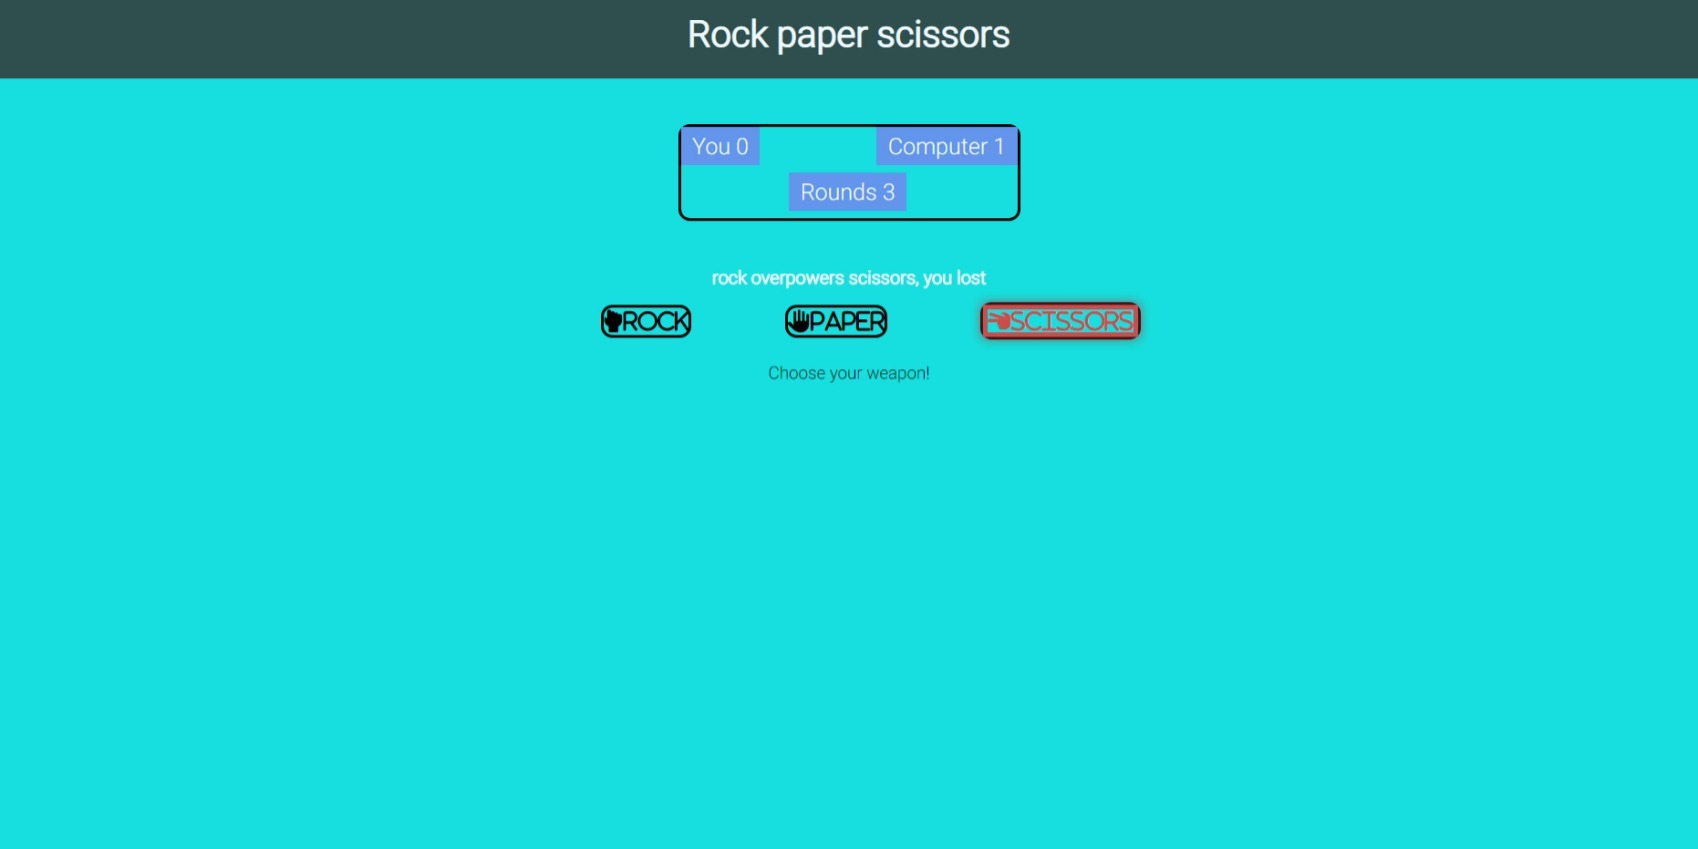 Rock paper scissors
You 0 Computer 1
Rounds 3
rock overpowers scissors, you lost
ROCK PAPER SCISSORS
Choose your weapon!